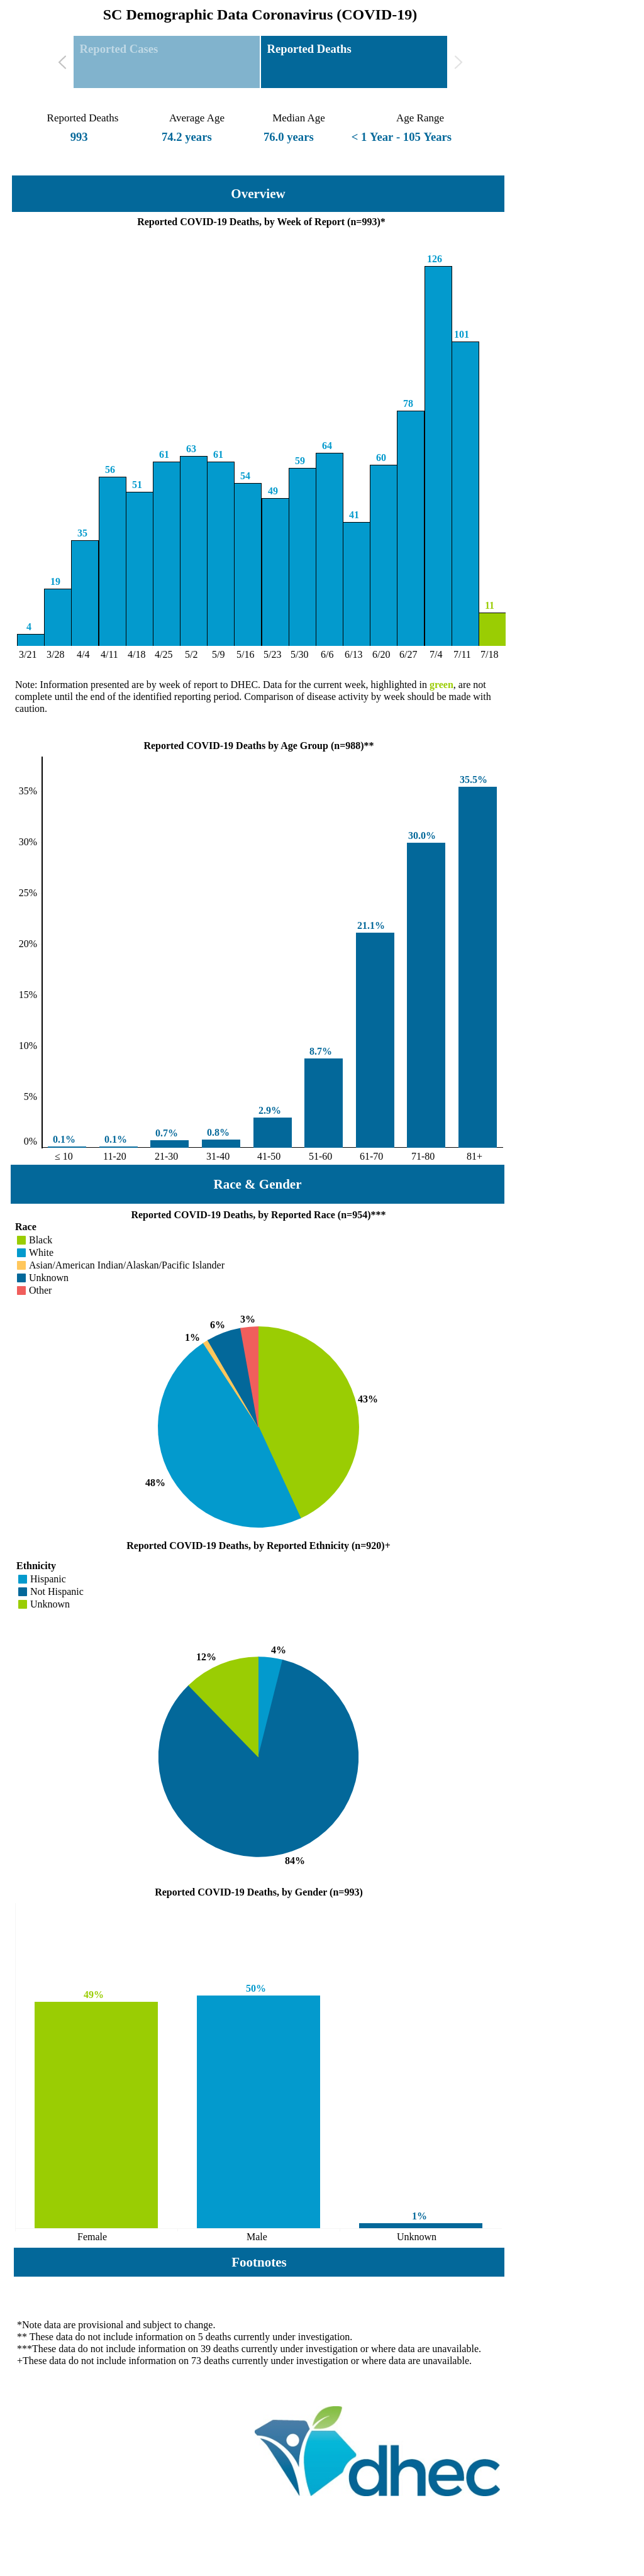 SC Demographic Data Coronavirus (COVID-19)
Reported Cases
Reported Deaths
Reported Deaths Average Age Median Age Age Range
993 74.2 years 76.0 years < 1 Year - 105 Years
Overview
Reported COVID-19 Deaths, by Week of Report (n=993)*
126
101
78
64
63
61 61
60
59
56
54
51
49
41
35
19
11
4
3/21 3/28 4/4 4/11 4/18 4/25 5/2 5/9 5/16 5/23 5/30 6/6 6/13 6/20 6/27 7/4 7/11 7/18
Note: Information presented are by week of report to DHEC. Data for the current week, highlighted in green, are not
complete until the end of the identified reporting period. Comparison of disease activity by week should be made with
caution.
Reported COVID-19 Deaths by Age Group (n=988)**
35.5%
35%
30.0%
30%
25%
21.1%
20%
15%
10%
8.7%
5%
2.9%
0.1% 0.1% 0.7% 0.8%
0%
≤ 10 11-20 21-30 31-40 41-50 51-60 61-70 71-80 81+
Race & Gender
Reported COVID-19 Deaths, by Reported Race (n=954)***
Race
Black
White
Asian/American Indian/Alaskan/Pacific Islander
Unknown
Other
3%
6%
1%
43%
48%
Reported COVID-19 Deaths, by Reported Ethnicity (n=920)+
Ethnicity
Hispanic
Not Hispanic
Unknown
4%
12%
84%
Reported COVID-19 Deaths, by Gender (n=993)
50%
49%
1%
Female Male Unknown
Footnotes
*Note data are provisional and subject to change.
** These data do not include information on 5 deaths currently under investigation.
***These data do not include information on 39 deaths currently under investigation or where data are unavailable.
+These data do not include information on 73 deaths currently under investigation or where data are unavailable.
dhec